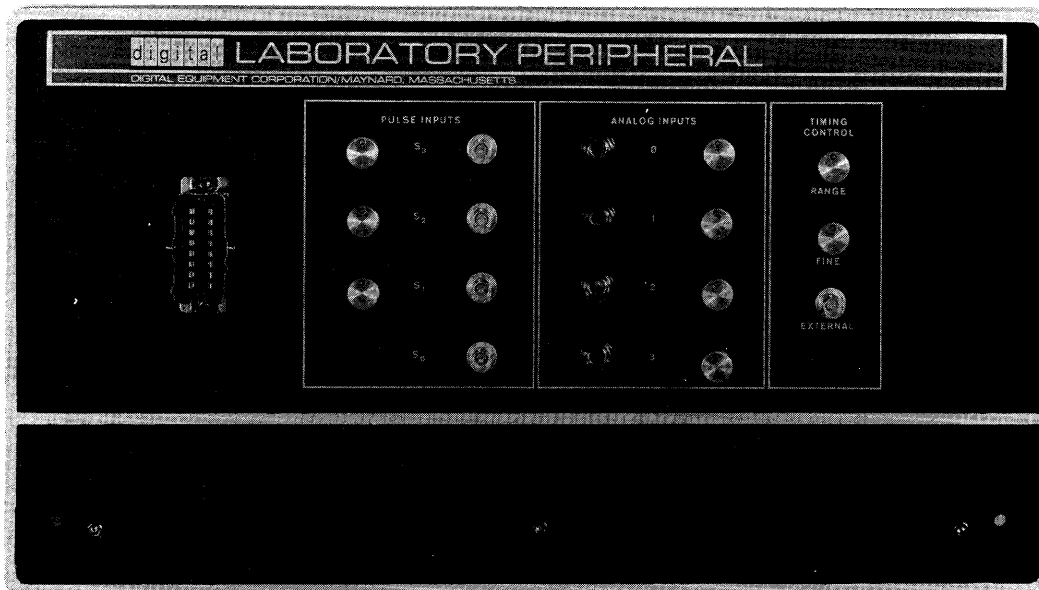 digital LABORATORY PERIPHERAL
DIGITAL EQUIPMENT CORPORATION/MAYNARD, MASSACHUSETTS
PULSE INPUTS
S3
S2
S1
S0
ANALOG INPUTS
0
1
2
3
TIMING
CONTROL
RANGE
FINE
EXTERNAL